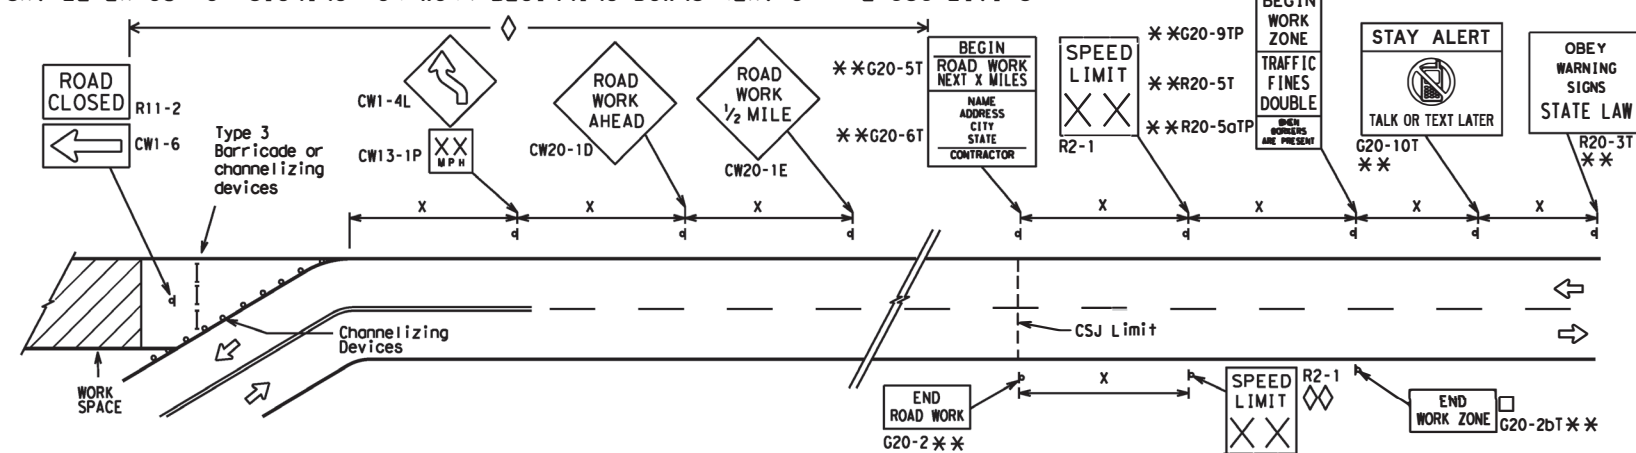 ROAD
CLOSED
R11-2
CW1-6
Type 3
Barricade or
channelizing
devices
CW1-4L
CW13-1P
XX
MPH
ROAD
WORK
AHEAD
CW20-1D
ROAD
WORK
1/2 MILE
CW20-1E
**G20-5T
**G20-6T
BEGIN
ROAD WORK
NEXT X MILES
NAME
ADDRESS
CITY
STATE
CONTRACTOR
SPEED
LIMIT
XX
R2-1
**G20-9TP
**R20-5T
**R20-5aTP
BEGIN
WORK
ZONE
TRAFFIC
FINES
DOUBLE
WHEN
WORKERS
ARE PRESENT
STAY ALERT
TALK OR TEXT LATER
G20-10T
**
OBEY
WARNING
SIGNS
STATE LAW
R20-3T
**
X
X
X
X
X
X
X
Channelizing
Devices
CSJ Limit
WORK
SPACE
X
END
ROAD WORK
G20-2**
SPEED
LIMIT
XX
R2-1
END
WORK ZONE
G20-2bT**